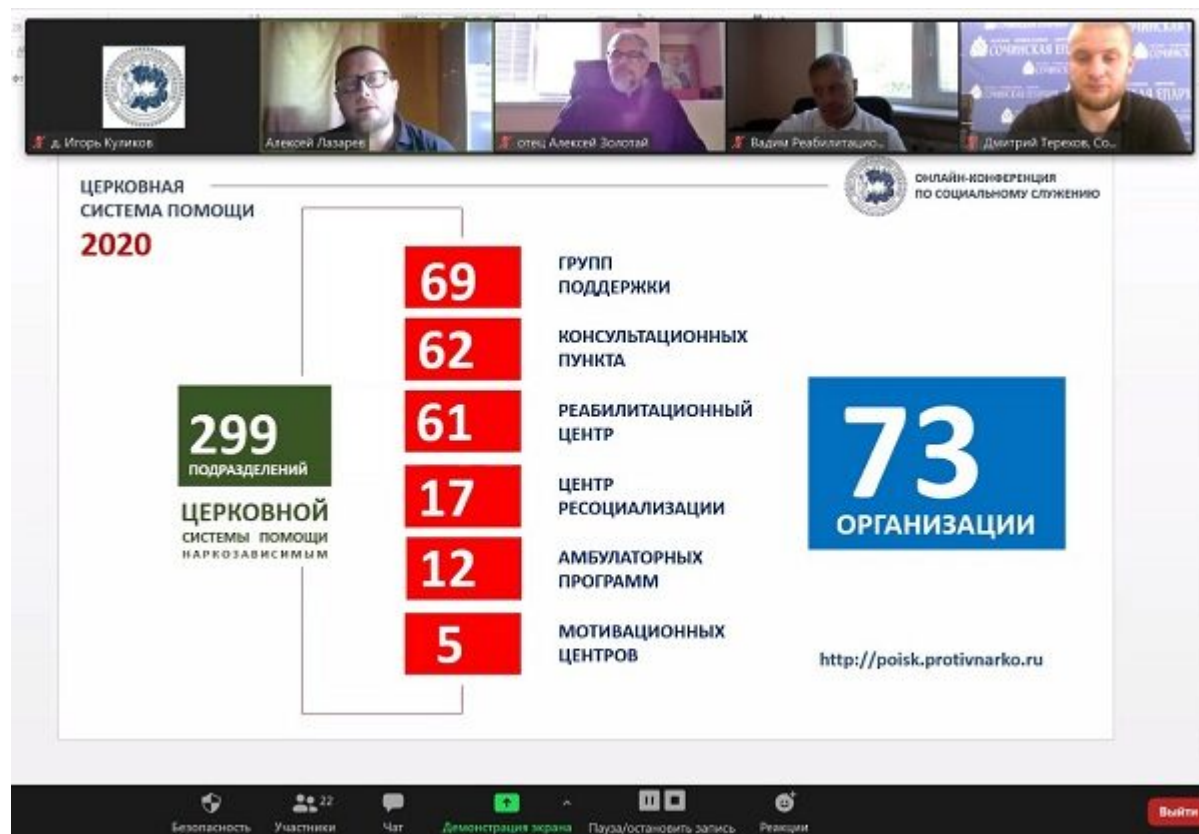 д. Игорь Куликов
Алексей Лазарев
отец Алексей Золотай
Вадим Реабилитацио...
Дмитрий Терехов, Со...
ЦЕРКОВНАЯ
СИСТЕМА ПОМОЩИ
2020
ОНЛАЙН-КОНФЕРЕНЦИЯ
ПО СОЦИАЛЬНОМУ СЛУЖЕНИЮ
299
ПОДРАЗДЕЛЕНИЙ
ЦЕРКОВНОЙ
СИСТЕМЫ ПОМОЩИ
НАРКОЗАВИСИМЫМ
69
ГРУПП
ПОДДЕРЖКИ
62
КОНСУЛЬТАЦИОННЫХ
ПУНКТА
61
РЕАБИЛИТАЦИОННЫЙ
ЦЕНТР
17
ЦЕНТР
РЕСОЦИАЛИЗАЦИИ
12
АМБУЛАТОРНЫХ
ПРОГРАММ
5
МОТИВАЦИОННЫХ
ЦЕНТРОВ
73
ОРГАНИЗАЦИИ
http://poisk.protivnarko.ru
Безопасность
Участники 22
Чат
Демонстрация экрана
Пауза/остановить запись
Реакции
Выйти